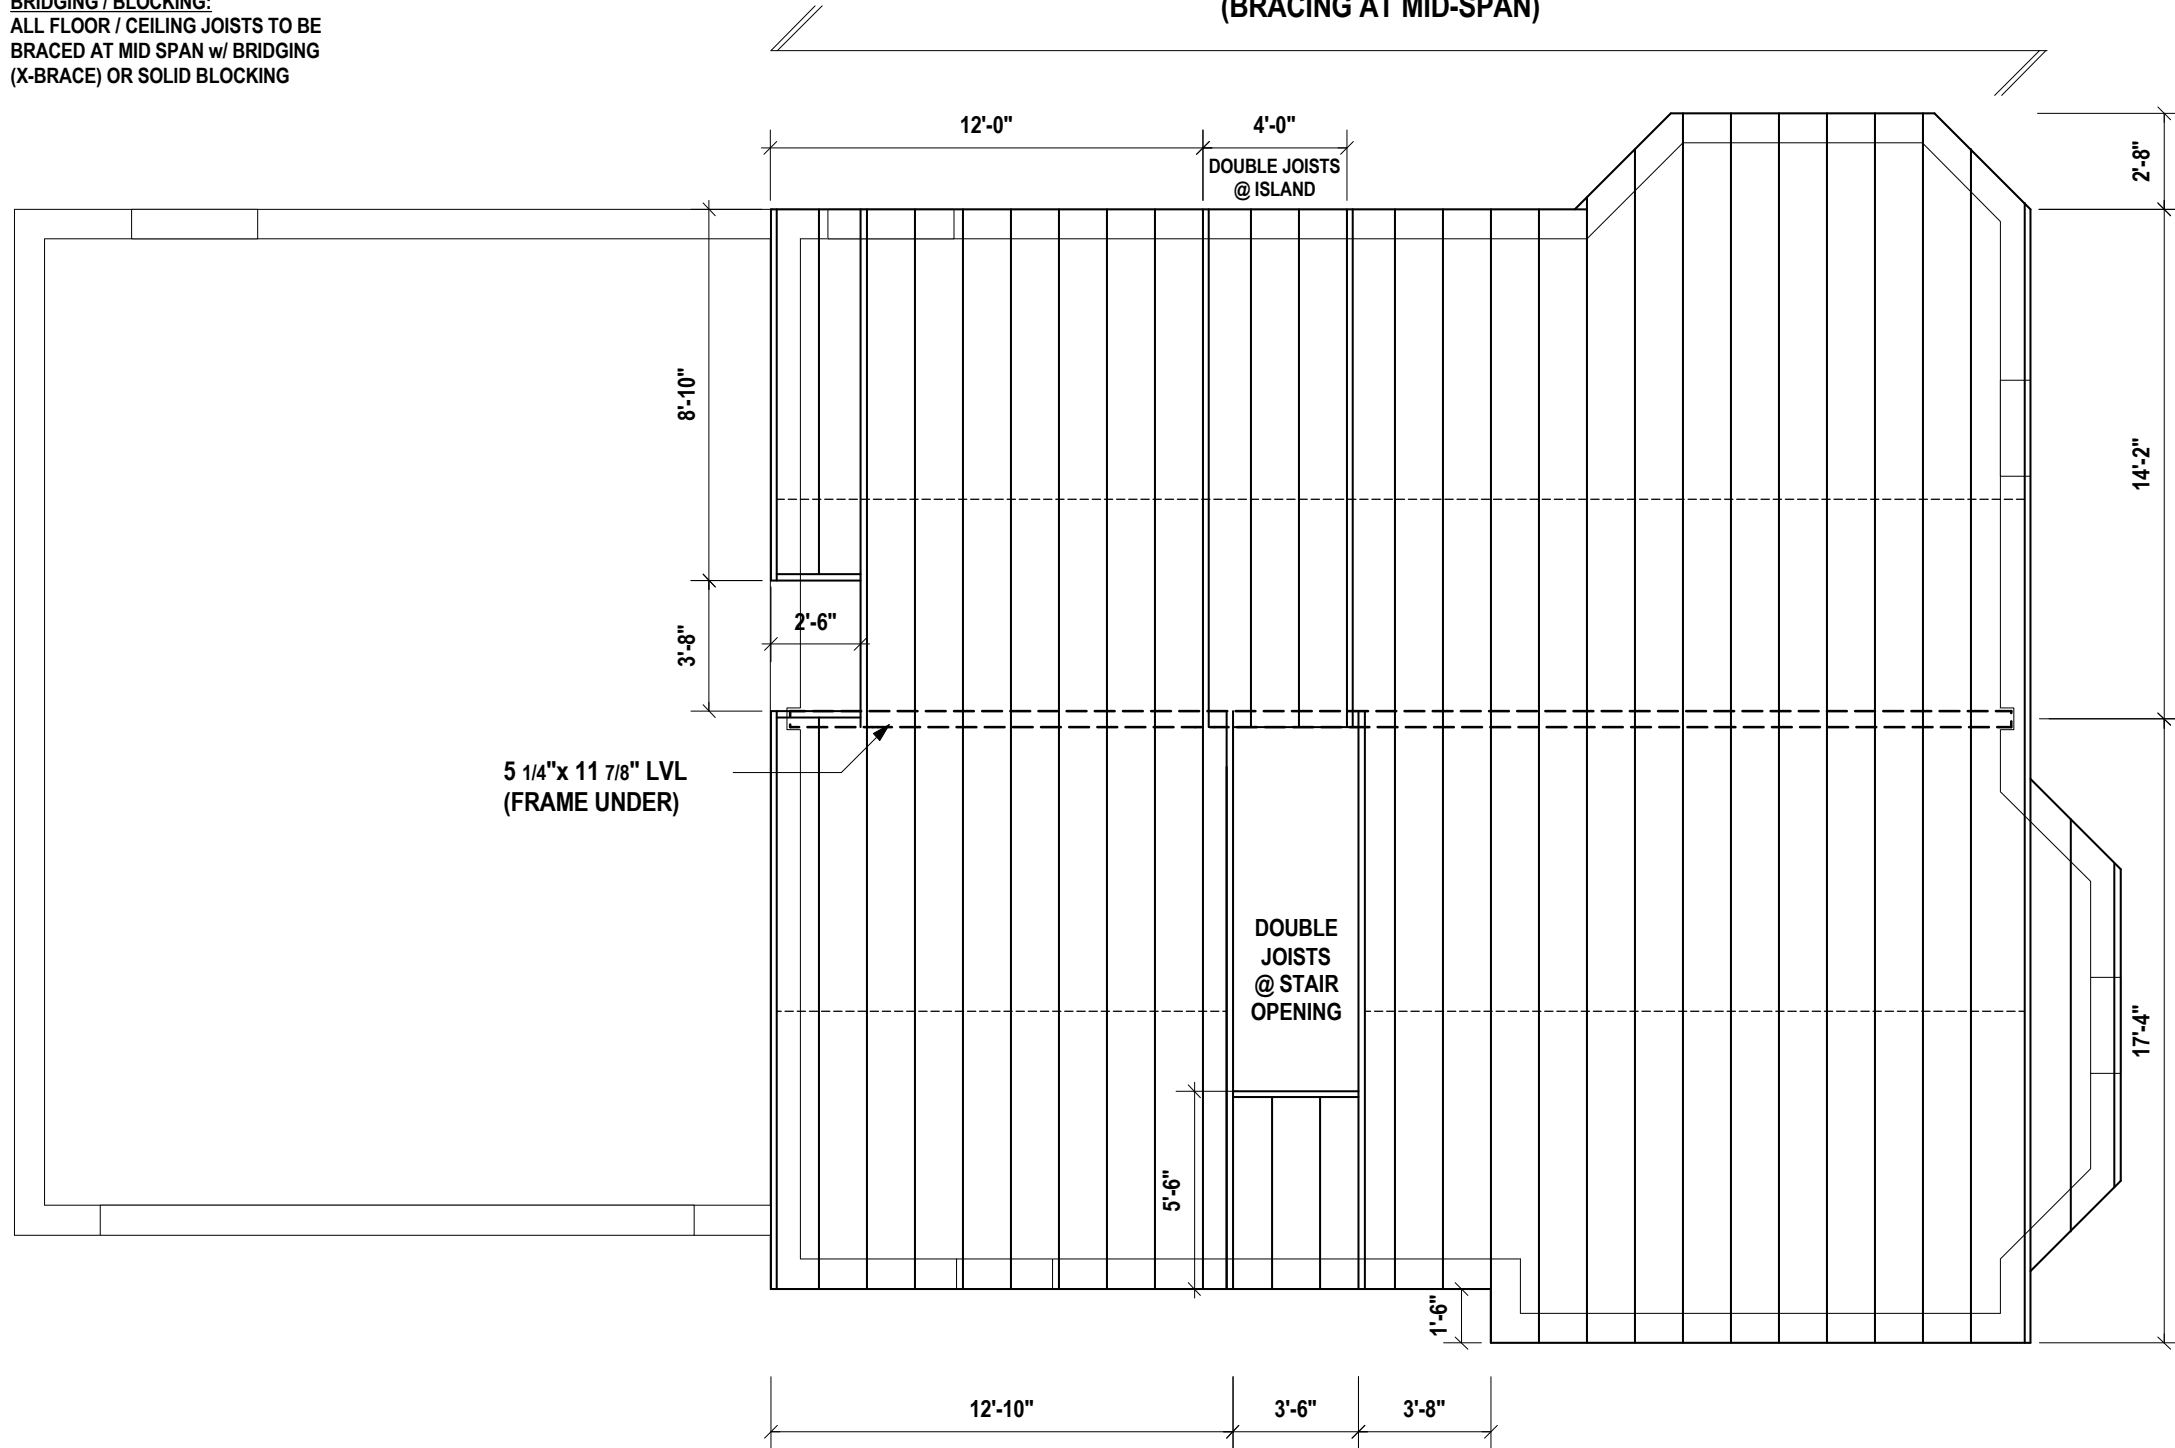 BRIDGING / BLOCKING:
ALL FLOOR / CEILING JOISTS TO BE
BRACED AT MID SPAN w/ BRIDGING
(X-BRACE) OR SOLID BLOCKING
(BRACING AT MID-SPAN)
12'-0"
4'-0"
DOUBLE JOISTS
@ ISLAND
2'-8"
8'-10"
14'-2"
3'-8"
2'-6"
5 1/4"x 11 7/8" LVL
(FRAME UNDER)
DOUBLE
JOISTS
@ STAIR
OPENING
17'-4"
5'-6"
1'-6"
12'-10"
3'-6"
3'-8"